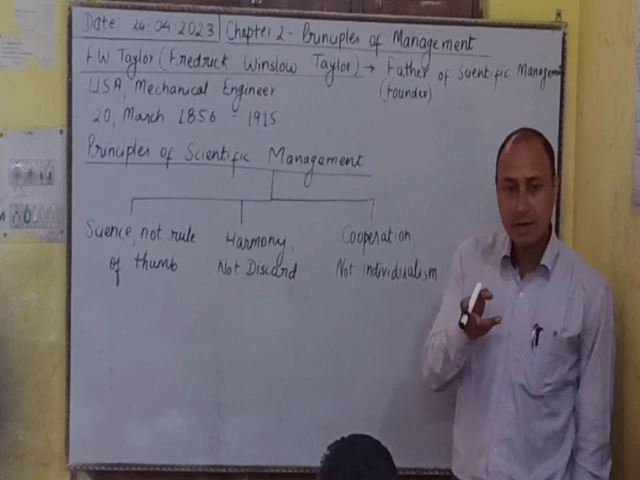 Date: 24-04-2023 Chapter 2- Principles of Management
F W Taylor (Fredrick Winslow Taylor) → Father of Scientific Managemen
USA, Mechanical Engineer (Founder)
20, March 1856 - 1915
Principles of Scientific Management
Science, not rule Harmony, Cooperation,
of thumb Not Discard Not individualism